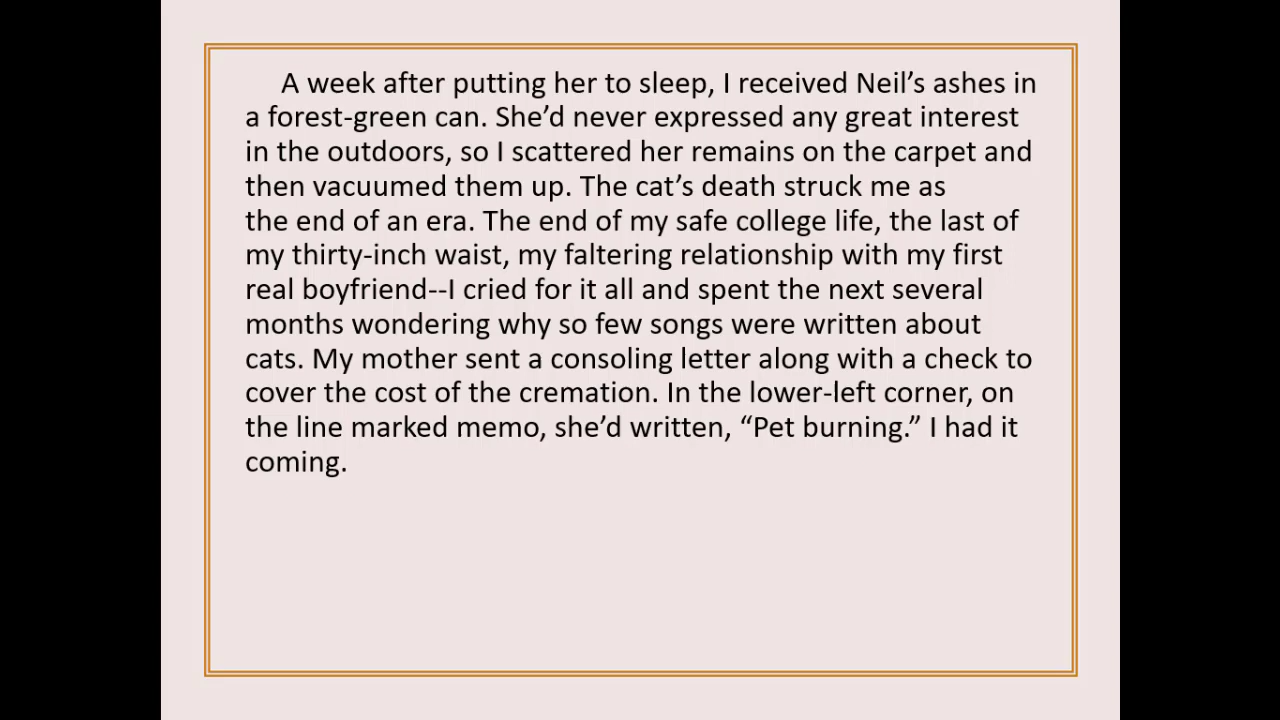 A week after putting her to sleep, I received Neil’s ashes in
a forest-green can. She’d never expressed any great interest
in the outdoors, so I scattered her remains on the carpet and
then vacuumed them up. The cat’s death struck me as
the end of an era. The end of my safe college life, the last of
my thirty-inch waist, my faltering relationship with my first
real boyfriend--I cried for it all and spent the next several
months wondering why so few songs were written about
cats. My mother sent a consoling letter along with a check to
cover the cost of the cremation. In the lower-left corner, on
the line marked memo, she’d written, “Pet burning.” I had it
coming.